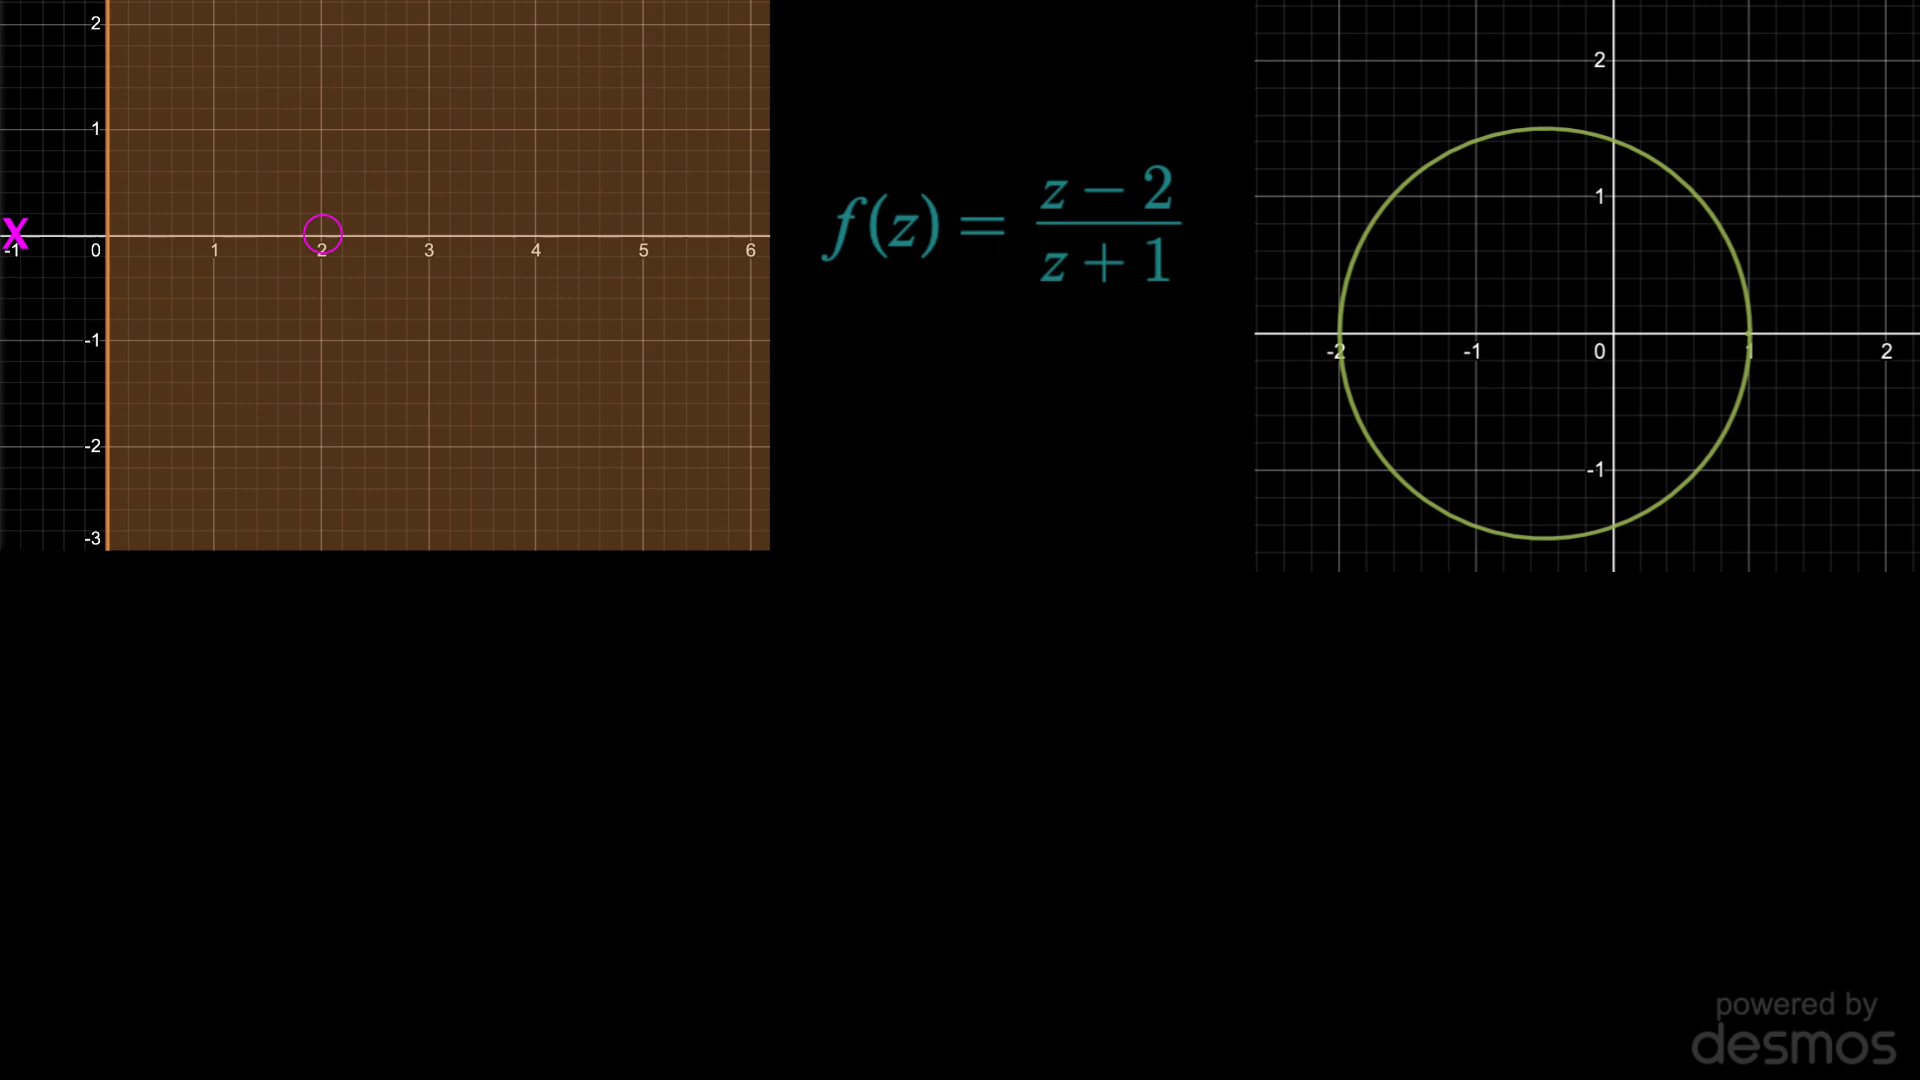 2
1
X
-1 0 1 2 3 4 5 6
-1
-2
-3
f(z) = \frac{z-2}{z+1}
2
1
-2 -1 0 1 2
-1
powered by
desmos